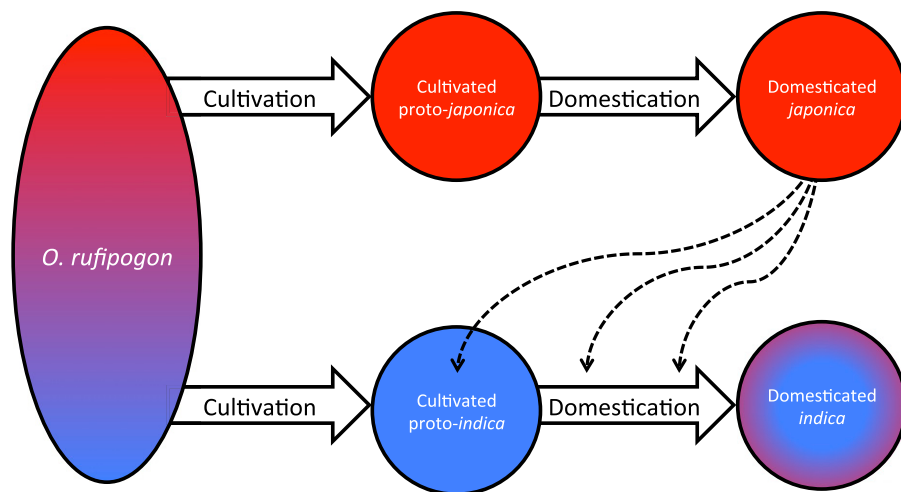 Cultivated
proto-japonica
Domesticated
japonica
Cultivation
Domestication
O. rufipogon
Cultivated
proto-indica
Domesticated
indica
Cultivation
Domestication